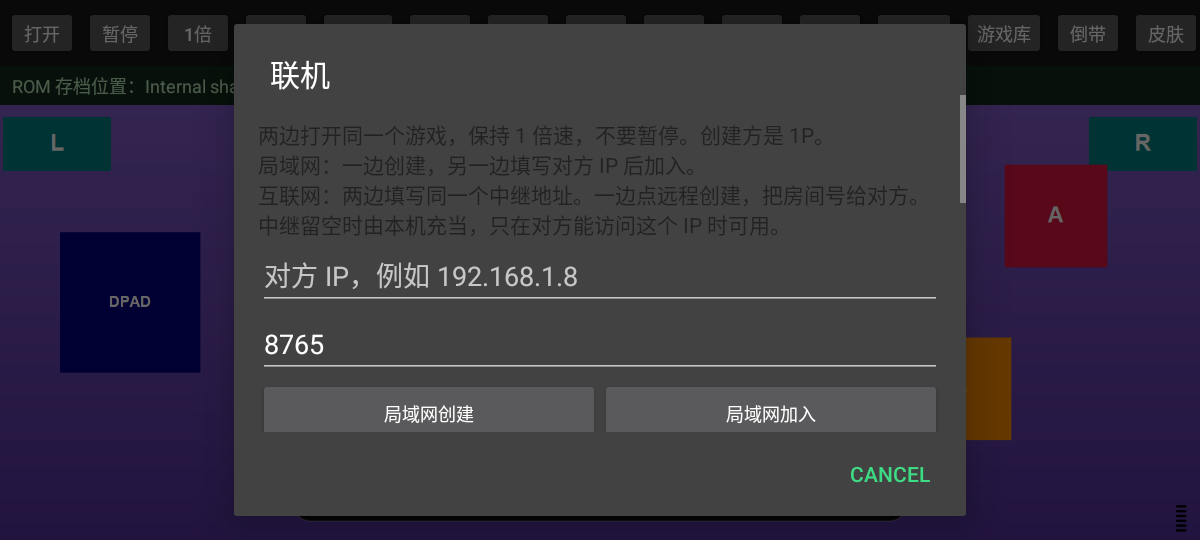 打开 暂停 1倍 游戏库 倒带 皮肤
ROM 存档位置：Internal sha
L
R
A
DPAD
联机
两边打开同一个游戏，保持 1 倍速，不要暂停。创建方是 1P。
局域网：一边创建，另一边填写对方 IP 后加入。
互联网：两边填写同一个中继地址。一边点远程创建，把房间号给对方。
中继留空时由本机充当，只在对方能访问这个 IP 时可用。
对方 IP，例如 192.168.1.8
8765
局域网创建 局域网加入
CANCEL